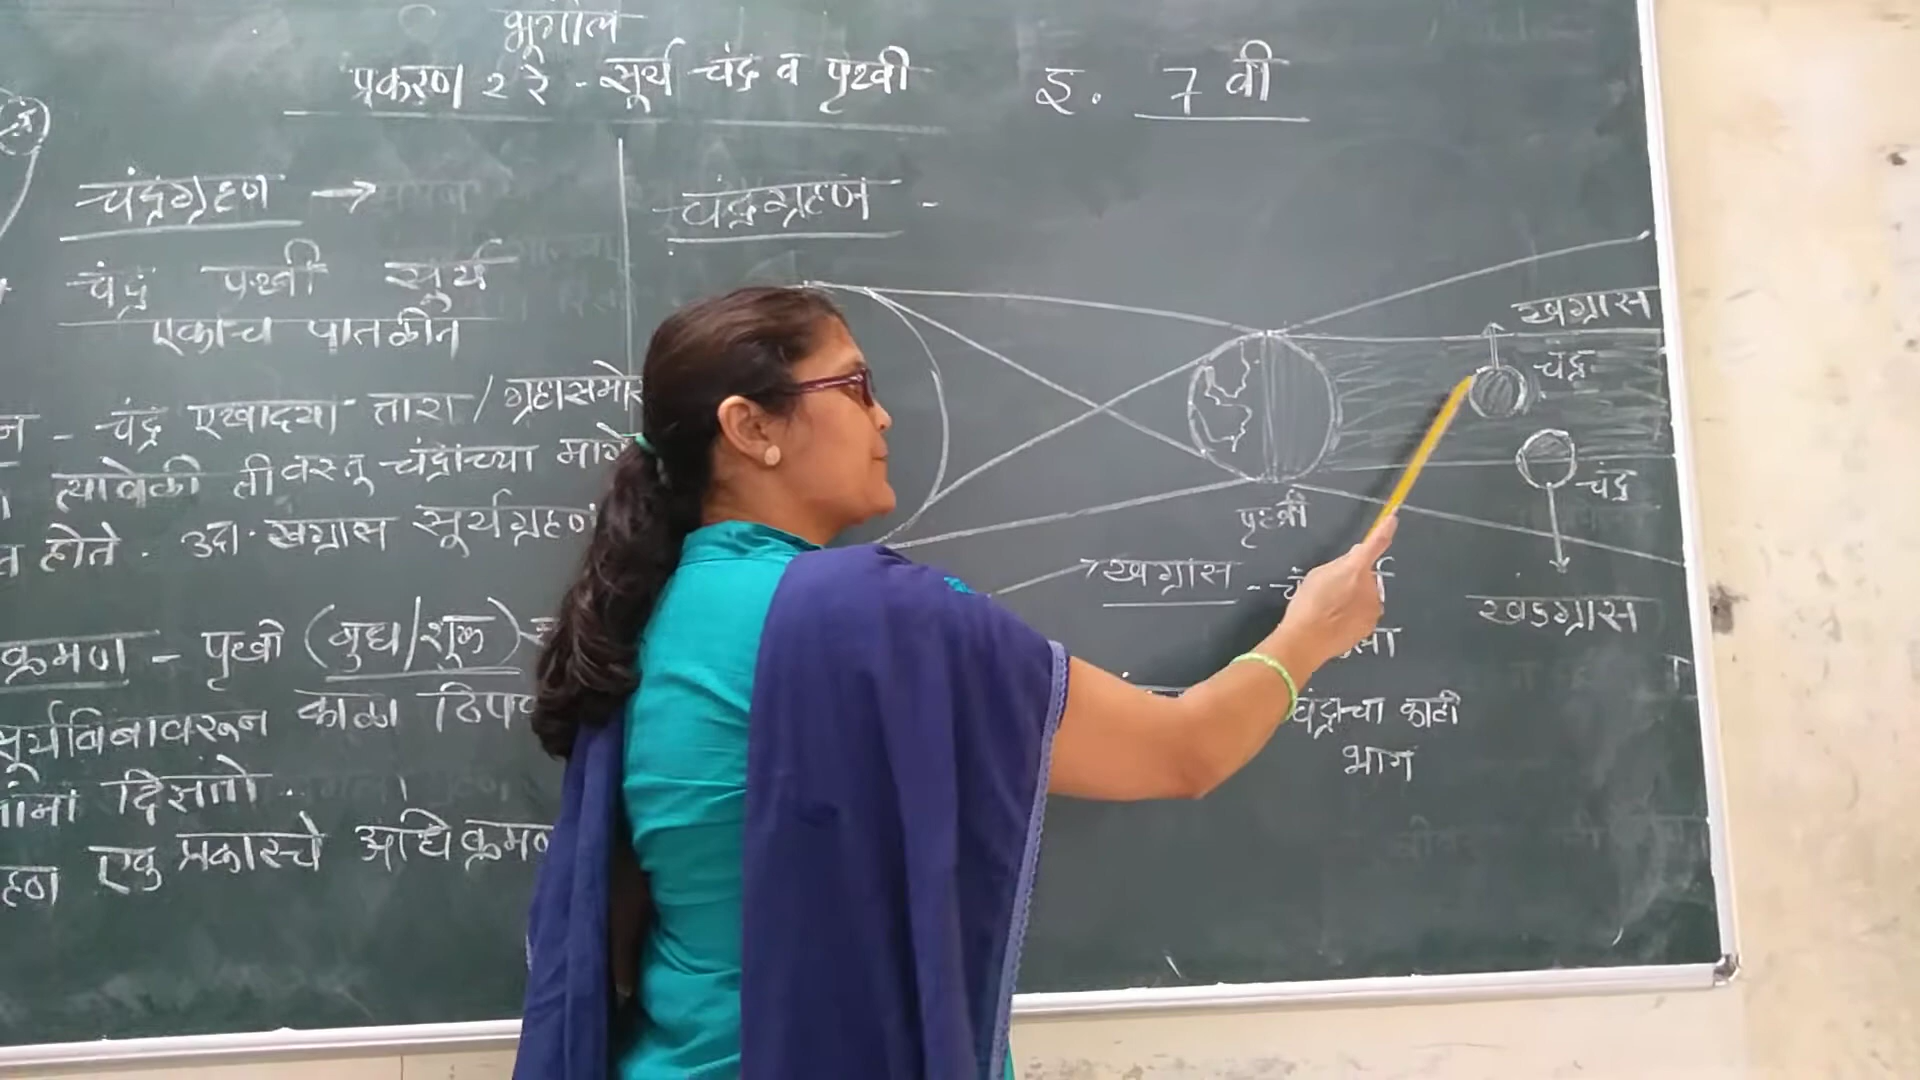 भूगोल
प्रकरण २ रे - सूर्य चंद्र व पृथ्वी
इ. 7 वी
चंद्रग्रहण →
चंद्र पृथ्वी सूर्य
एकाच पातळीत
न - चंद्र एखाद्या तारा / ग्रहासमोर
त्यावेळी ती वस्तू चंद्राच्या मागे
त होते. उदा. खग्रास सूर्यग्रहण
क्रमण - पृथ्वी (बुध/शुक्र)
सूर्यबिंबावरून काळा ठिपका
दिसतो.
हण एक प्रकारचे अधिक्रमण
चंद्रग्रहण -
खग्रास
चंद्र
चंद्र
पृथ्वी
खग्रास -
खंडग्रास
चंद्राचा काही
भाग